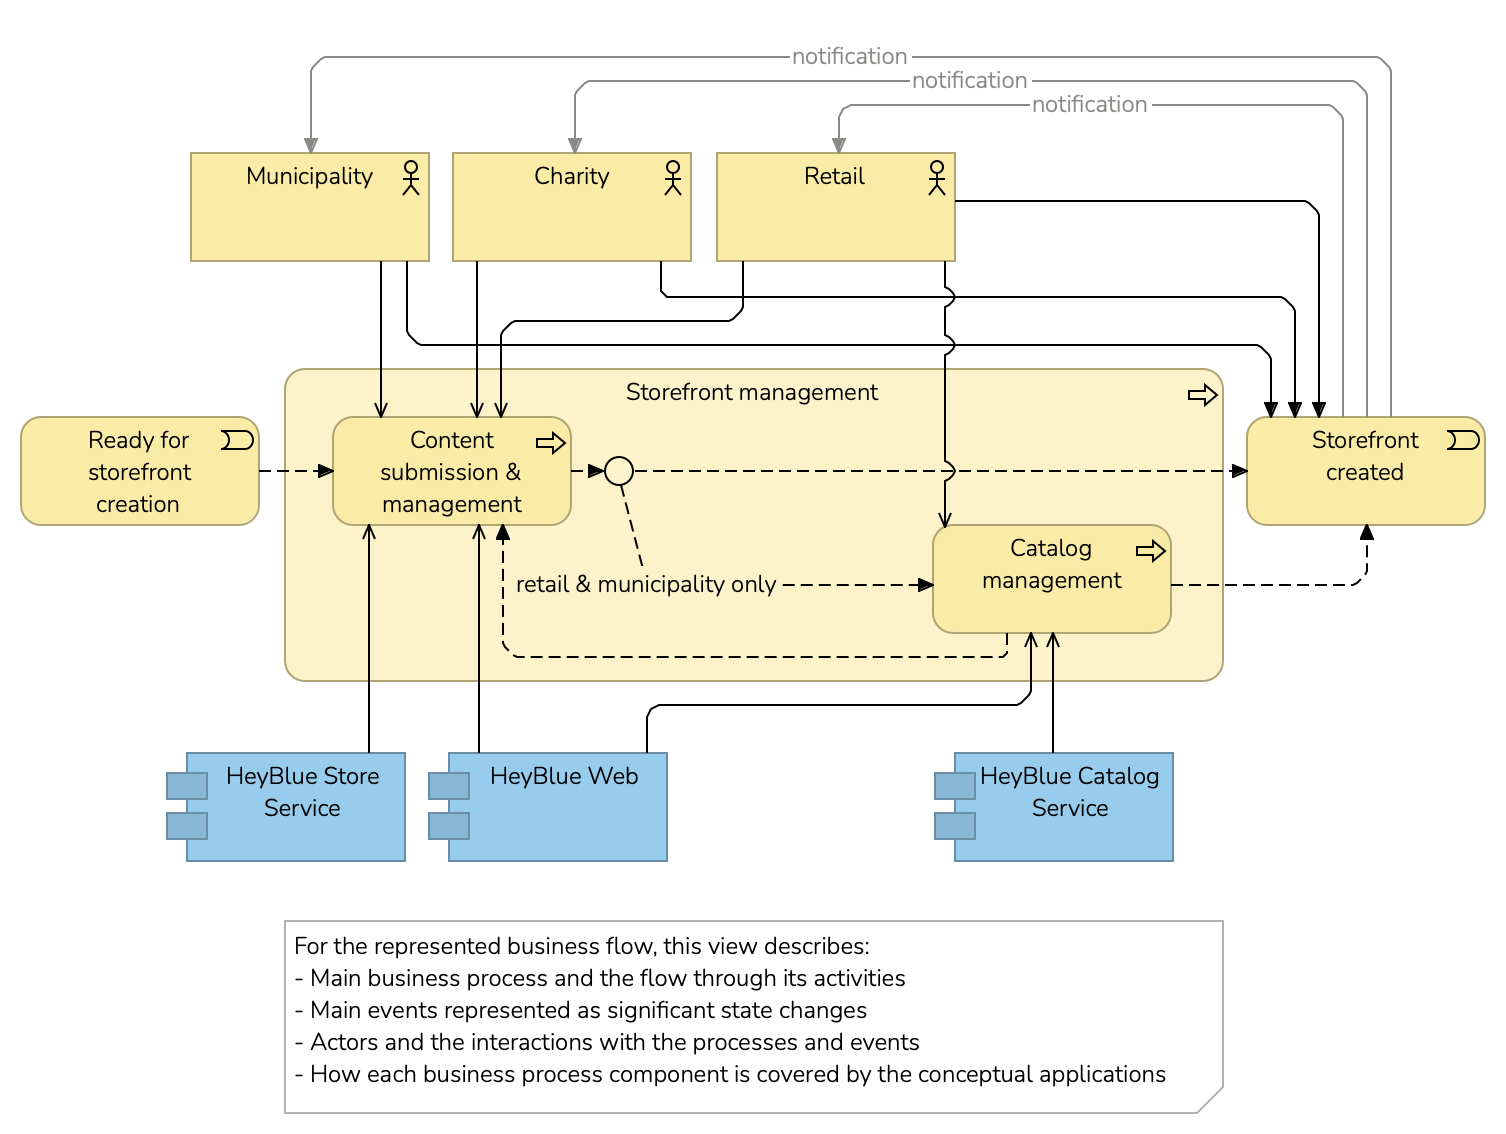 notification
notification
notification
Municipality
Charity
Retail
Storefront management
Ready for
storefront
creation
Content
submission &
management
Storefront
created
Catalog
management
retail & municipality only
HeyBlue Store
Service
HeyBlue Web
HeyBlue Catalog
Service
For the represented business flow, this view describes:
- Main business process and the flow through its activities
- Main events represented as significant state changes
- Actors and the interactions with the processes and events
- How each business process component is covered by the conceptual applications